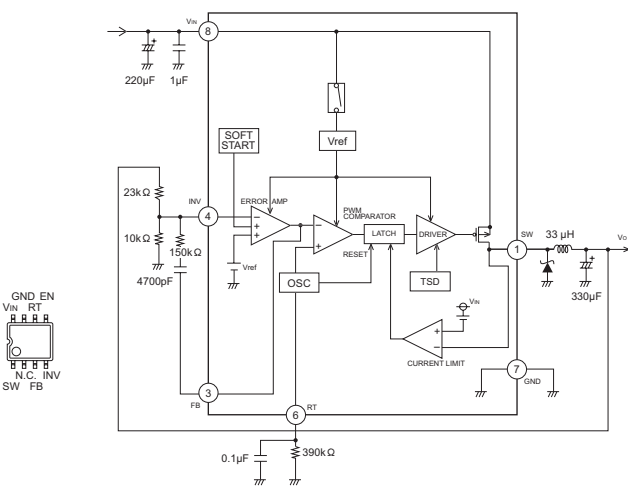 VIN
8
220μF
1μF
SOFT
START
Vref
23kΩ
INV
4
ERROR AMP
PWM
COMPARATOR
LATCH
DRIVER
SW
1
33 μH
VO
10kΩ
150kΩ
4700pF
Vref
RESET
OSC
TSD
330μF
VIN
CURRENT LIMIT
7
GND
3
FB
6
RT
0.1μF
390kΩ
GND EN
VIN RT
N.C. INV
SW FB